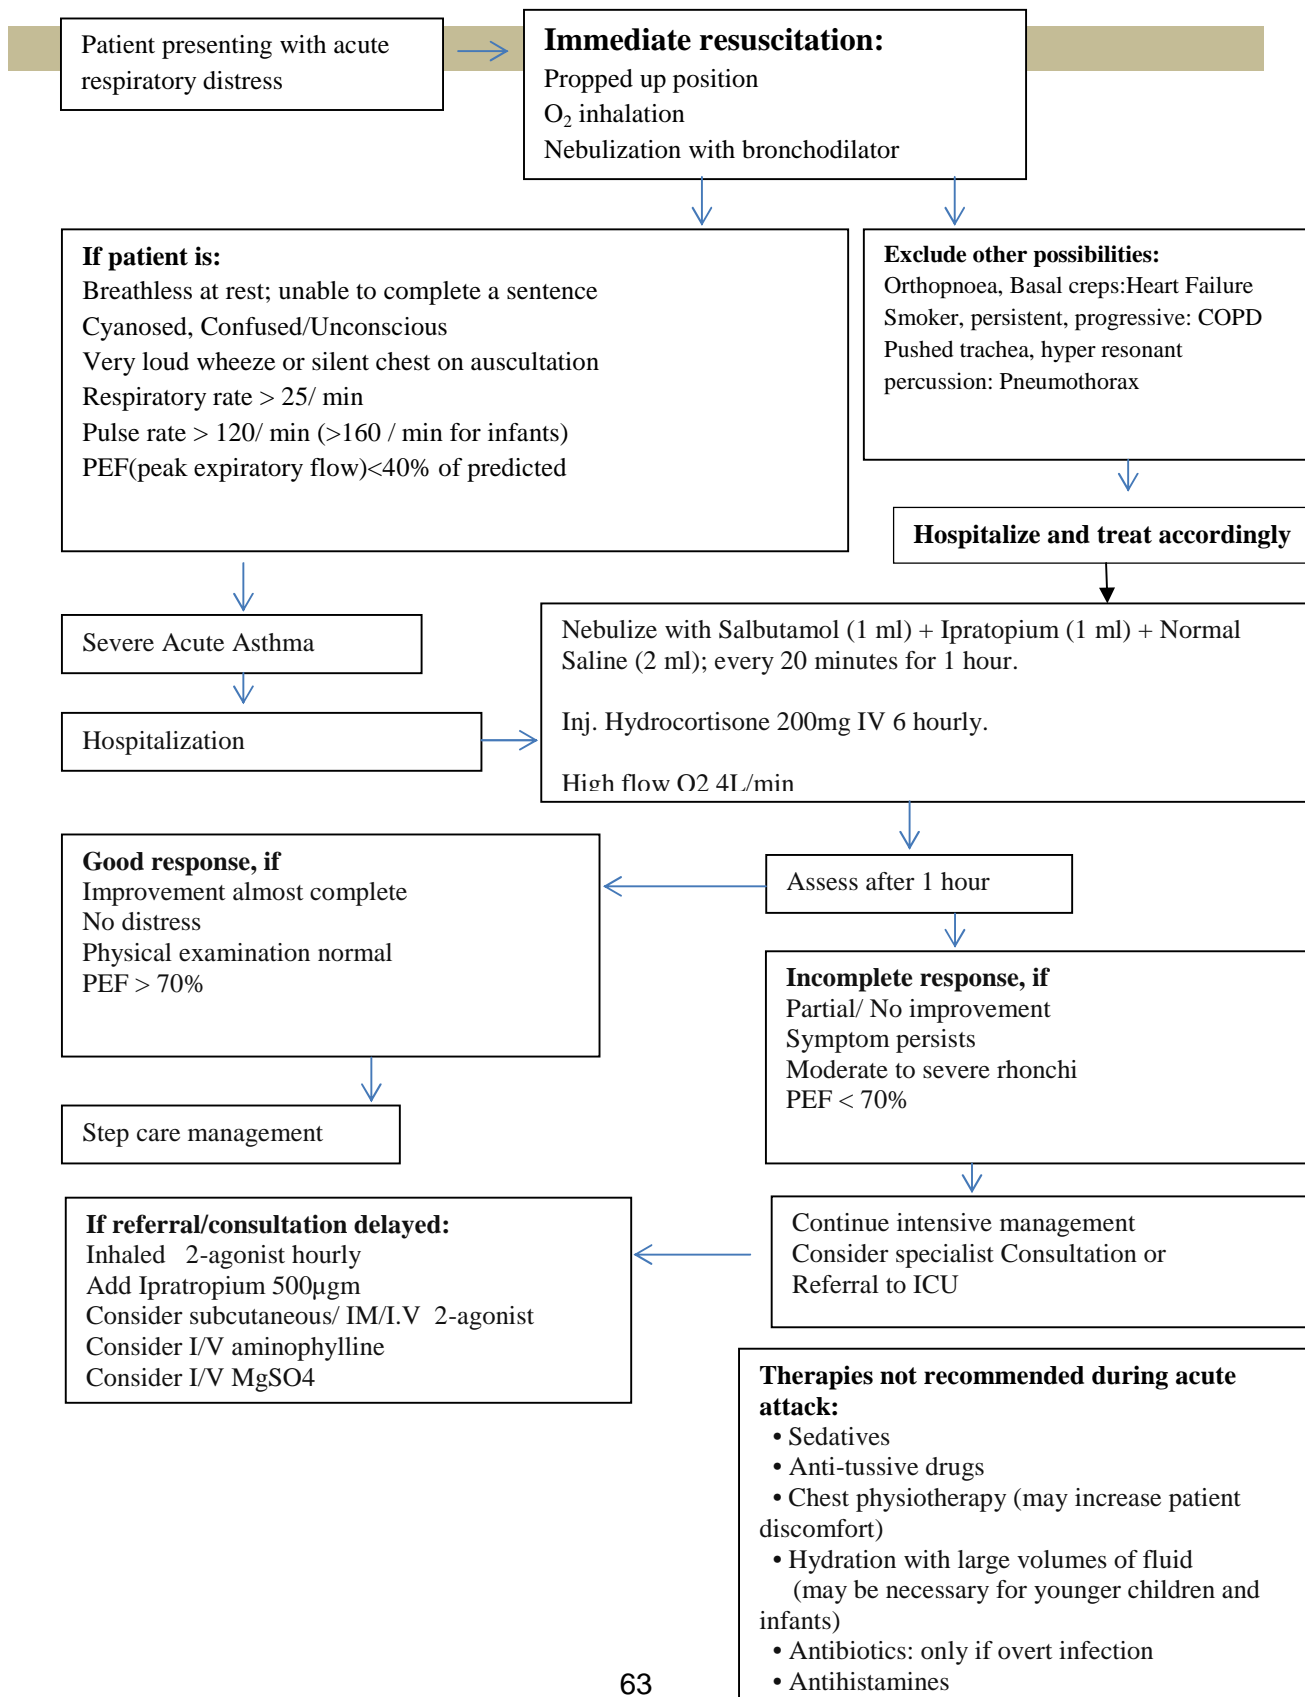 Patient presenting with acute
respiratory distress
Immediate resuscitation:
Propped up position
O₂ inhalation
Nebulization with bronchodilator
If patient is:
Breathless at rest; unable to complete a sentence
Cyanosed, Confused/Unconscious
Very loud wheeze or silent chest on auscultation
Respiratory rate > 25/ min
Pulse rate > 120/ min (>160 / min for infants)
PEF(peak expiratory flow)<40% of predicted
Exclude other possibilities:
Orthopnoea, Basal creps:Heart Failure
Smoker, persistent, progressive: COPD
Pushed trachea, hyper resonant
percussion: Pneumothorax
Hospitalize and treat accordingly
Severe Acute Asthma
Hospitalization
Nebulize with Salbutamol (1 ml) + Ipratopium (1 ml) + Normal
Saline (2 ml); every 20 minutes for 1 hour.
Inj. Hydrocortisone 200mg IV 6 hourly.
High flow O2 4L/min
Assess after 1 hour
Good response, if
Improvement almost complete
No distress
Physical examination normal
PEF > 70%
Step care management
Incomplete response, if
Partial/ No improvement
Symptom persists
Moderate to severe rhonchi
PEF < 70%
Continue intensive management
Consider specialist Consultation or
Referral to ICU
If referral/consultation delayed:
Inhaled 2-agonist hourly
Add Ipratropium 500µgm
Consider subcutaneous/ IM/I.V 2-agonist
Consider I/V aminophylline
Consider I/V MgSO4
Therapies not recommended during acute
attack:
• Sedatives
• Anti-tussive drugs
• Chest physiotherapy (may increase patient
discomfort)
• Hydration with large volumes of fluid
(may be necessary for younger children and
infants)
• Antibiotics: only if overt infection
• Antihistamines
63